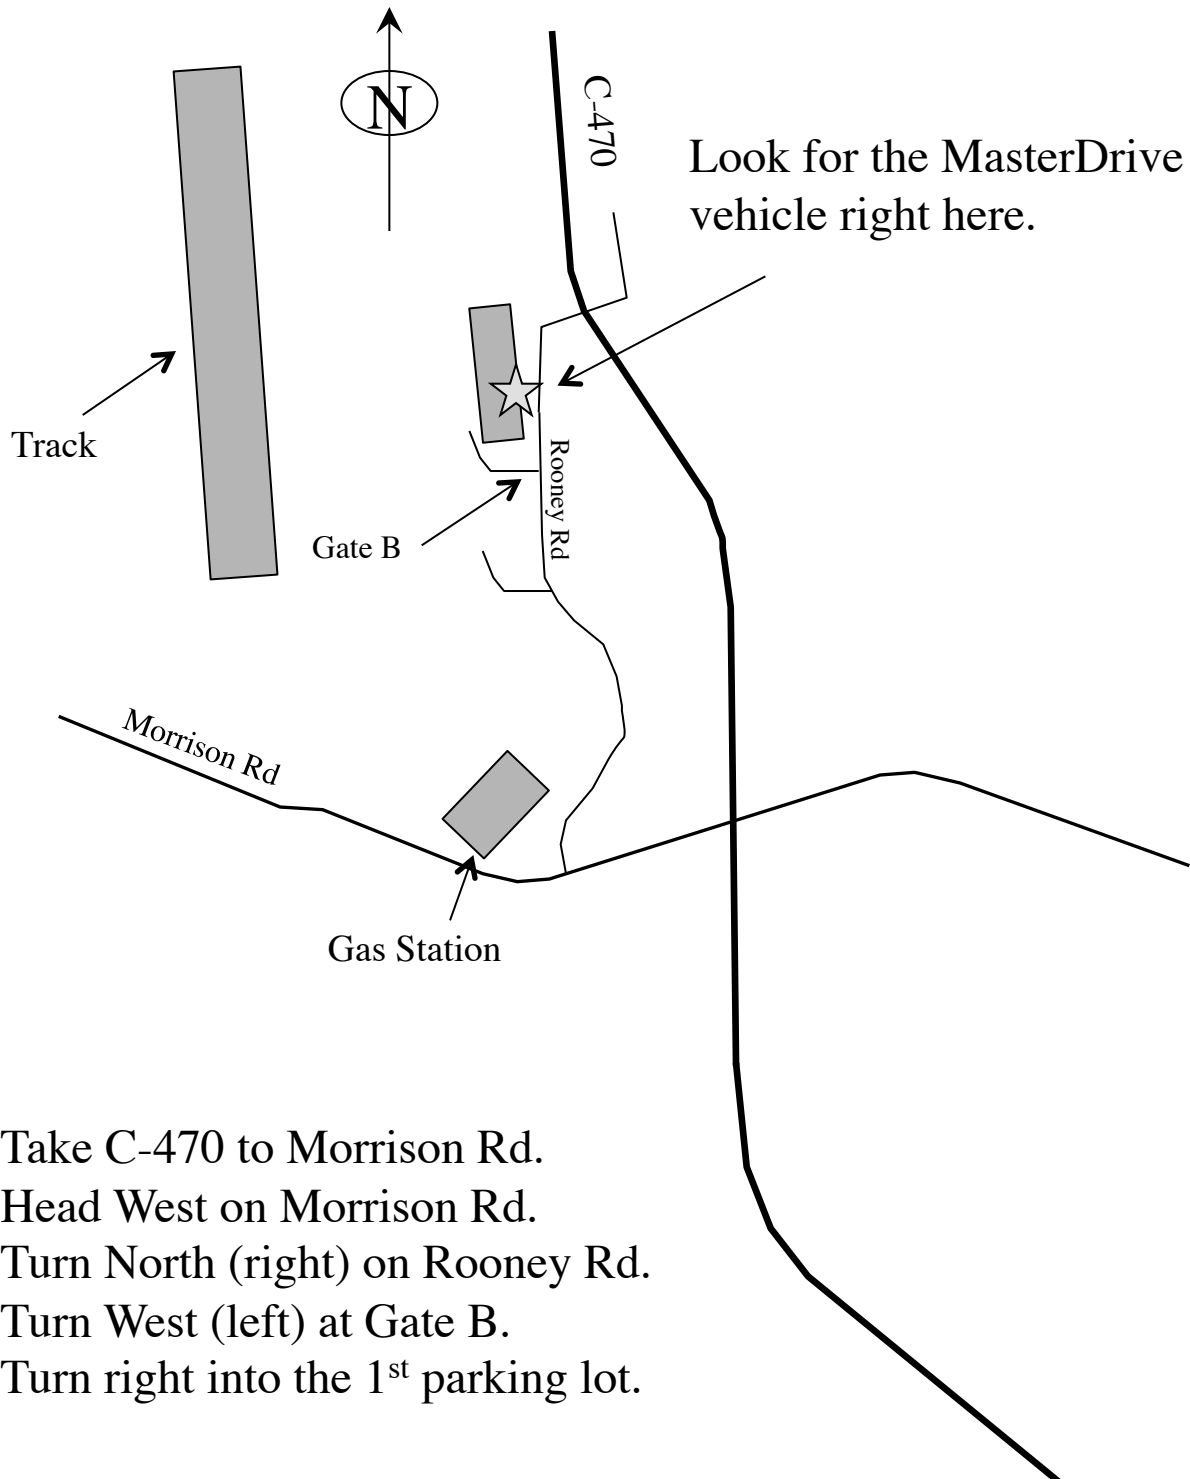 N
C-470
Look for the MasterDrive
vehicle right here.
Track
Rooney Rd
Gate B
Morrison Rd
Gas Station
Take C-470 to Morrison Rd.
Head West on Morrison Rd.
Turn North (right) on Rooney Rd.
Turn West (left) at Gate B.
Turn right into the 1st parking lot.